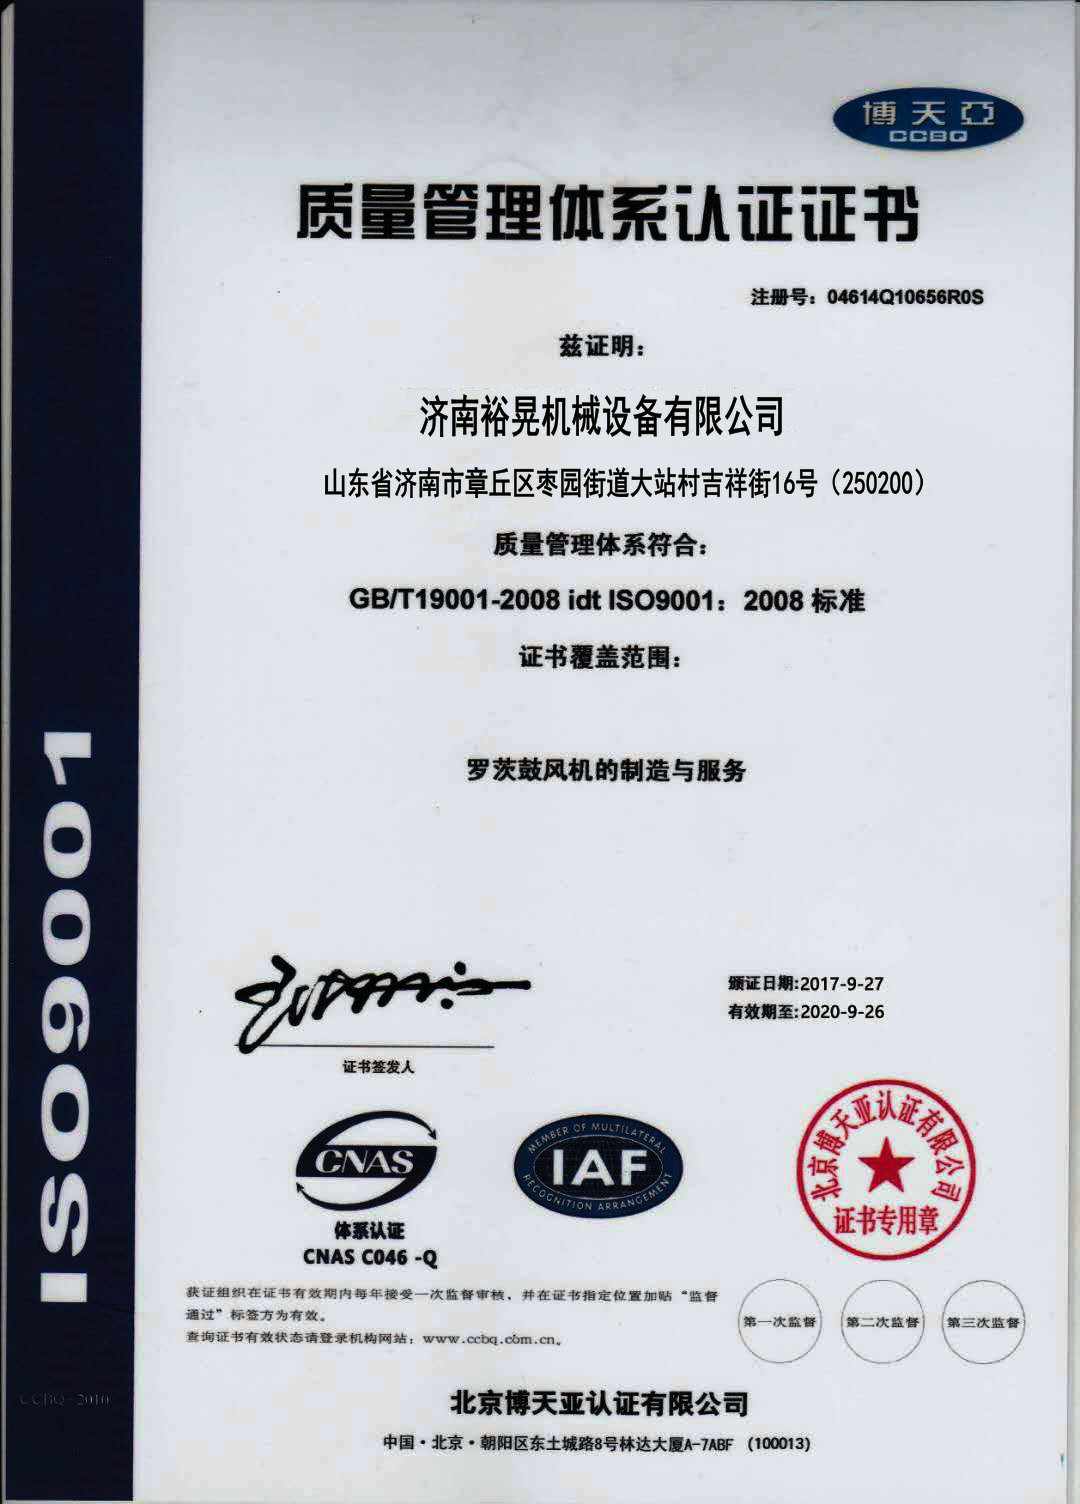 博天亞
CCBQ
质量管理体系认证证书
注册号：04614Q10656R0S
兹证明：
济南裕晃机械设备有限公司
山东省济南市章丘区枣园街道大站村吉祥街16号（250200）
质量管理体系符合：
GB/T19001-2008 idt ISO9001：2008 标准
证书覆盖范围：
罗茨鼓风机的制造与服务
ISO9001
颁证日期:2017-9-27
有效期至:2020-9-26
证书签发人
CNAS
体系认证
CNAS C046 -Q
MEMBER OF MULTILATERAL
IAF
RECOGNITION ARRANGEMENT
北京博天亚认证有限公司
证书专用章
获证组织在证书有效期内每年接受一次监督审核，并在证书指定位置加贴“监督
通过”标签方为有效。
查询证书有效状态请登录机构网站：www.ccbq.com.cn。
第一次监督
第二次监督
第三次监督
CCBQ-2010
北京博天亚认证有限公司
中国·北京·朝阳区东土城路8号林达大厦A-7ABF （100013）